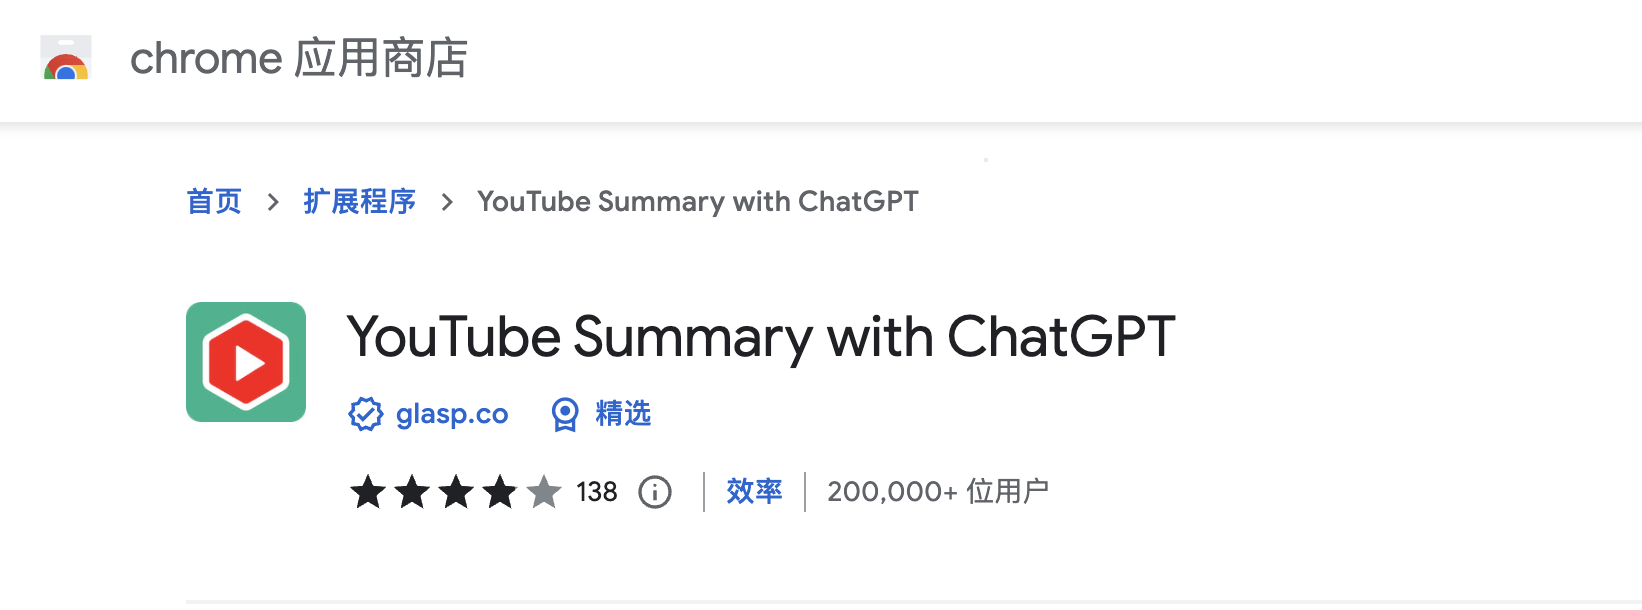 chrome 应用商店
首页 > 扩展程序 > YouTube Summary with ChatGPT
YouTube Summary with ChatGPT
glasp.co 精选
138 效率 200,000+ 位用户